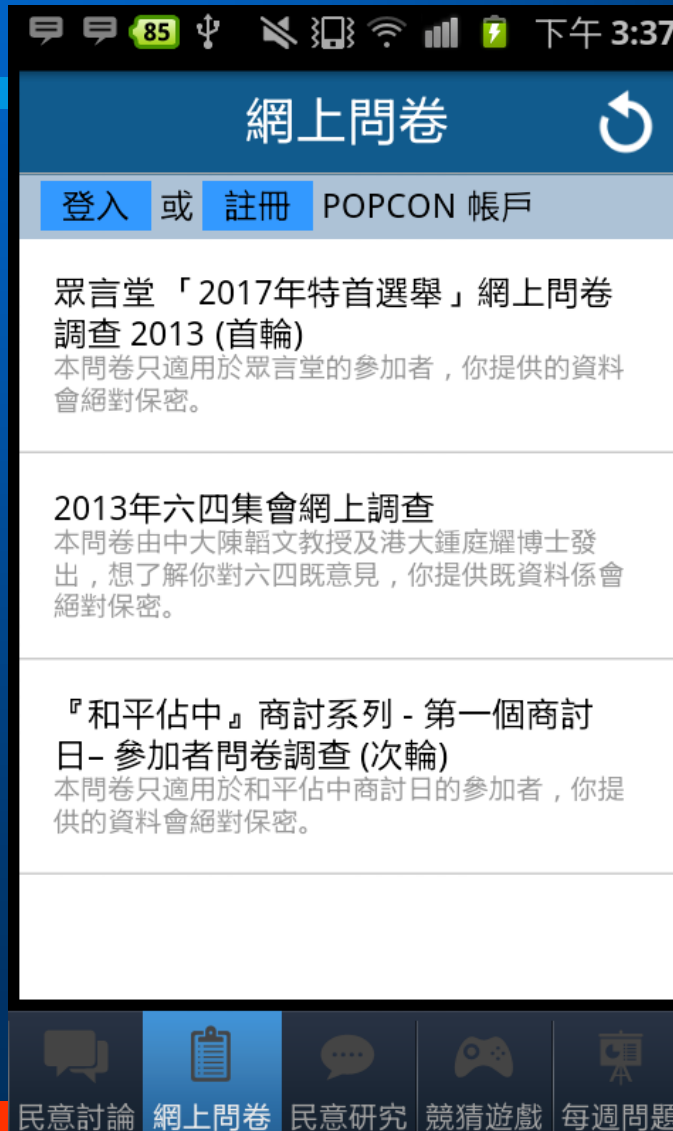 85 下午 3:37
網上問卷
登入 或 註冊 POPCON 帳戶
眾言堂 「2017年特首選舉」網上問卷
調查 2013 (首輪)
本問卷只適用於眾言堂的參加者，你提供的資料
會絕對保密。
2013年六四集會網上調查
本問卷由中大陳韜文教授及港大鍾庭耀博士發
出，想了解你對六四既意見，你提供既資料係會
絕對保密。
『和平佔中』商討系列 - 第一個商討
日– 參加者問卷調查 (次輪)
本問卷只適用於和平佔中商討日的參加者，你提
供的資料會絕對保密。
民意討論 網上問卷 民意研究 競猜遊戲 每週問題